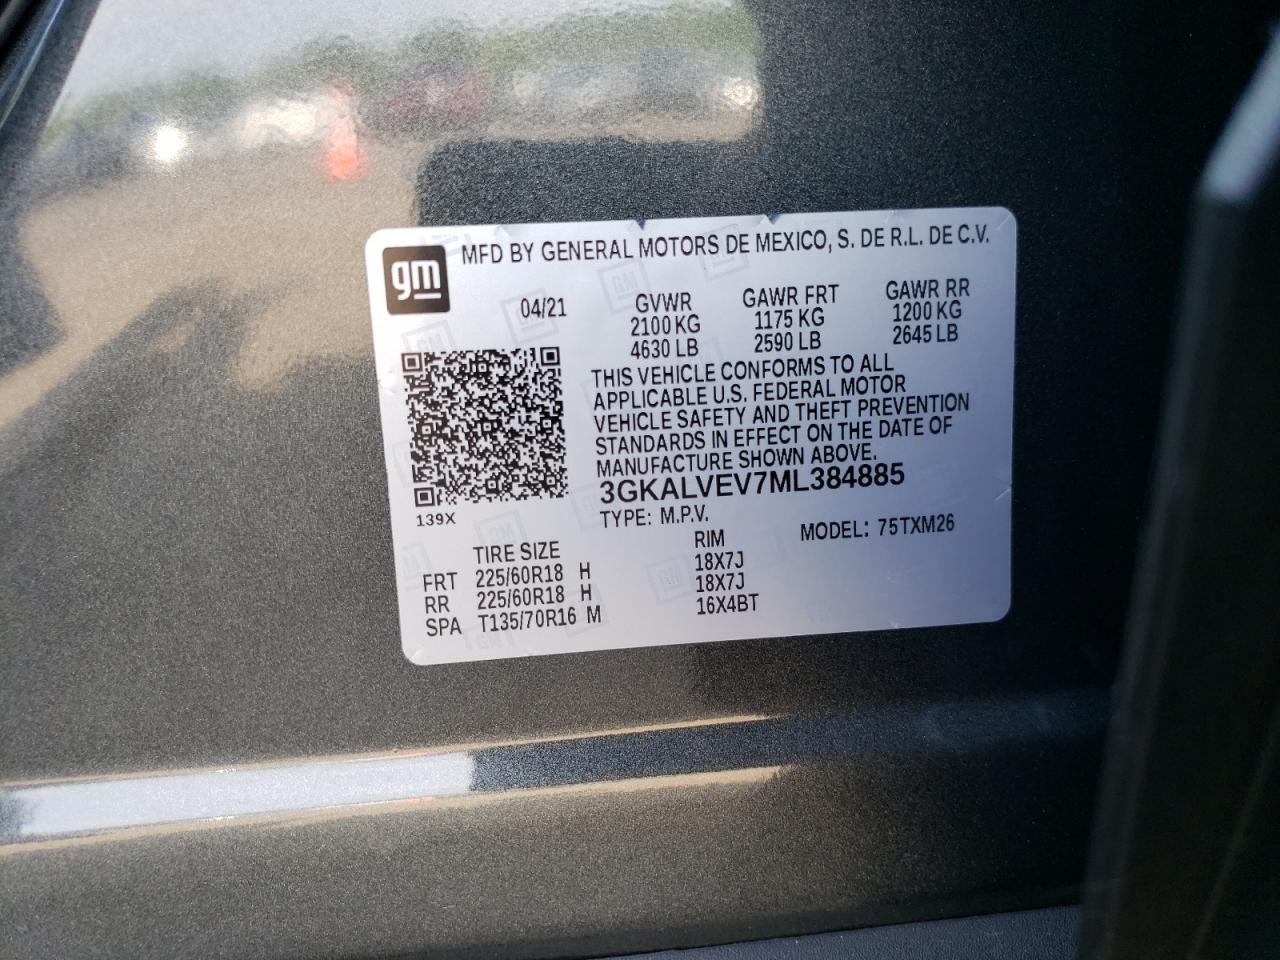 gm
MFD BY GENERAL MOTORS DE MEXICO, S. DE R.L. DE C.V.
04/21 GVWR GAWR FRT GAWR RR
2100 KG 1175 KG 1200 KG
4630 LB 2590 LB 2645 LB
THIS VEHICLE CONFORMS TO ALL
APPLICABLE U.S. FEDERAL MOTOR
VEHICLE SAFETY AND THEFT PREVENTION
STANDARDS IN EFFECT ON THE DATE OF
MANUFACTURE SHOWN ABOVE.
3GKALVEV7ML384885
139X
TYPE: M.P.V. MODEL: 75TXM26
TIRE SIZE RIM
FRT 225/60R18 H 18X7J
RR 225/60R18 H 18X7J
SPA T135/70R16 M 16X4BT